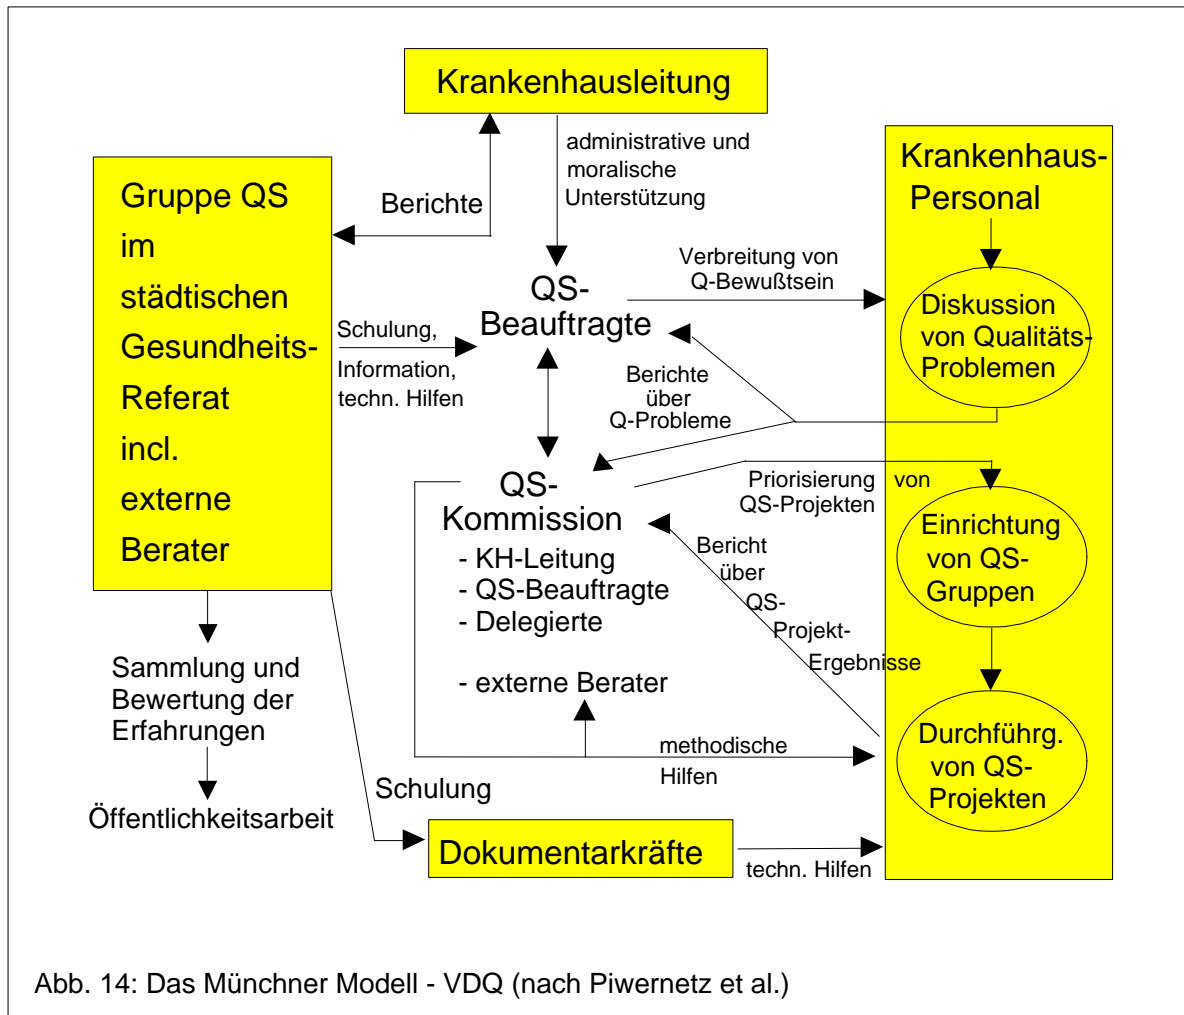 Krankenhausleitung
administrative und
moralische
Unterstützung
Berichte
Gruppe QS
im
städtischen
Gesundheits-
Referat
incl.
externe
Berater
Schulung,
Information,
techn. Hilfen
QS-
Beauftragte
Verbreitung von
Q-Bewußtsein
Krankenhaus-
Personal
Diskussion
von Qualitäts-
Problemen
Berichte
über
Q-Probleme
QS-
Kommission
- KH-Leitung
- QS-Beauftragte
- Delegierte
- externe Berater
Priorisierung von
QS-Projekten
Einrichtung
von QS-
Gruppen
Bericht
über
QS-
Projekt-
Ergebnisse
Durchführg.
von QS-
Projekten
methodische
Hilfen
Sammlung und
Bewertung der
Erfahrungen
Öffentlichkeitsarbeit
Schulung
Dokumentarkräfte
techn. Hilfen
Abb. 14: Das Münchner Modell - VDQ (nach Piwernetz et al.)